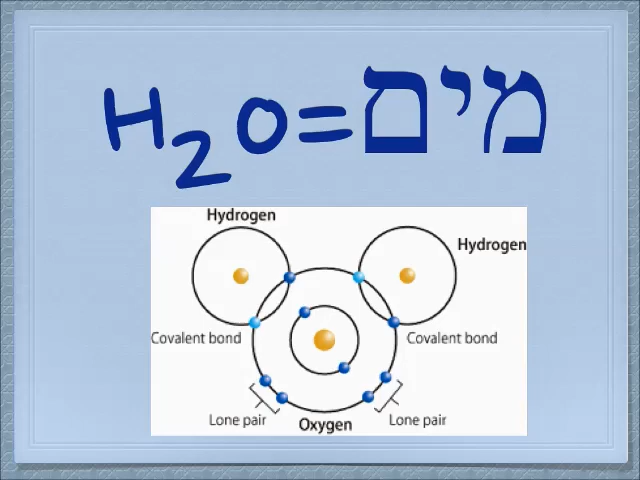 H2O=מים
Hydrogen
Hydrogen
Covalent bond
Covalent bond
Lone pair
Oxygen
Lone pair